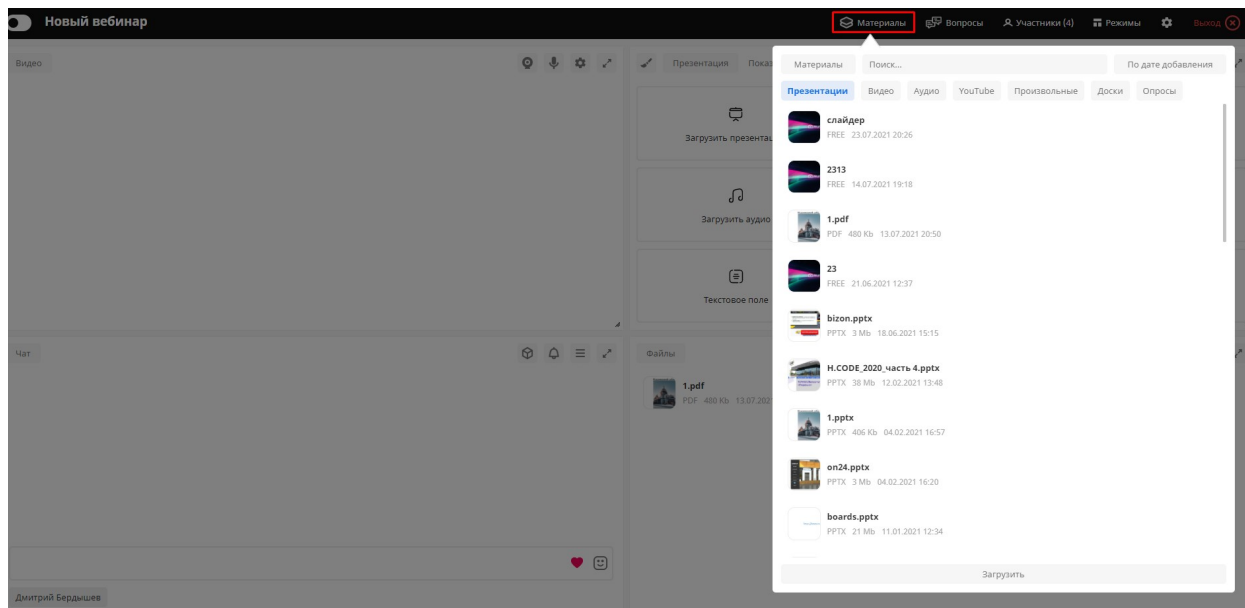 Новый вебинар
Материалы
Вопросы
Участники (4)
Режимы
Выход
Видео
Презентация
Показ
Загрузить презентац
Загрузить аудио
Текстовое поле
Чат
Файлы
1.pdf
PDF 480 Kb 13.07.202
Дмитрий Бердышев
Материалы
Поиск...
По дате добавления
Презентации
Видео
Аудио
YouTube
Произвольные
Доски
Опросы
слайдер
FREE 23.07.2021 20:26
2313
FREE 14.07.2021 19:18
1.pdf
PDF 480 Kb 13.07.2021 20:50
23
FREE 21.06.2021 12:37
bizon.pptx
PPTX 3 Mb 18.06.2021 15:15
H.CODE_2020_часть 4.pptx
PPTX 38 Mb 12.02.2021 13:48
1.pptx
PPTX 406 Kb 04.02.2021 16:57
on24.pptx
PPTX 3 Mb 04.02.2021 16:20
boards.pptx
PPTX 21 Mb 11.01.2021 12:34
Загрузить